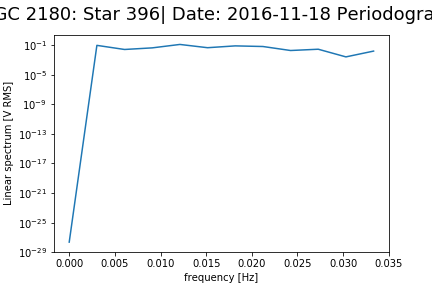 GC 2180: Star 396| Date: 2016-11-18 Periodogra
10⁻¹
10⁻⁵
10⁻⁹
10⁻¹³
10⁻¹⁷
10⁻²¹
10⁻²⁵
10⁻²⁹
Linear spectrum [V RMS]
0.000 0.005 0.010 0.015 0.020 0.025 0.030 0.035
frequency [Hz]